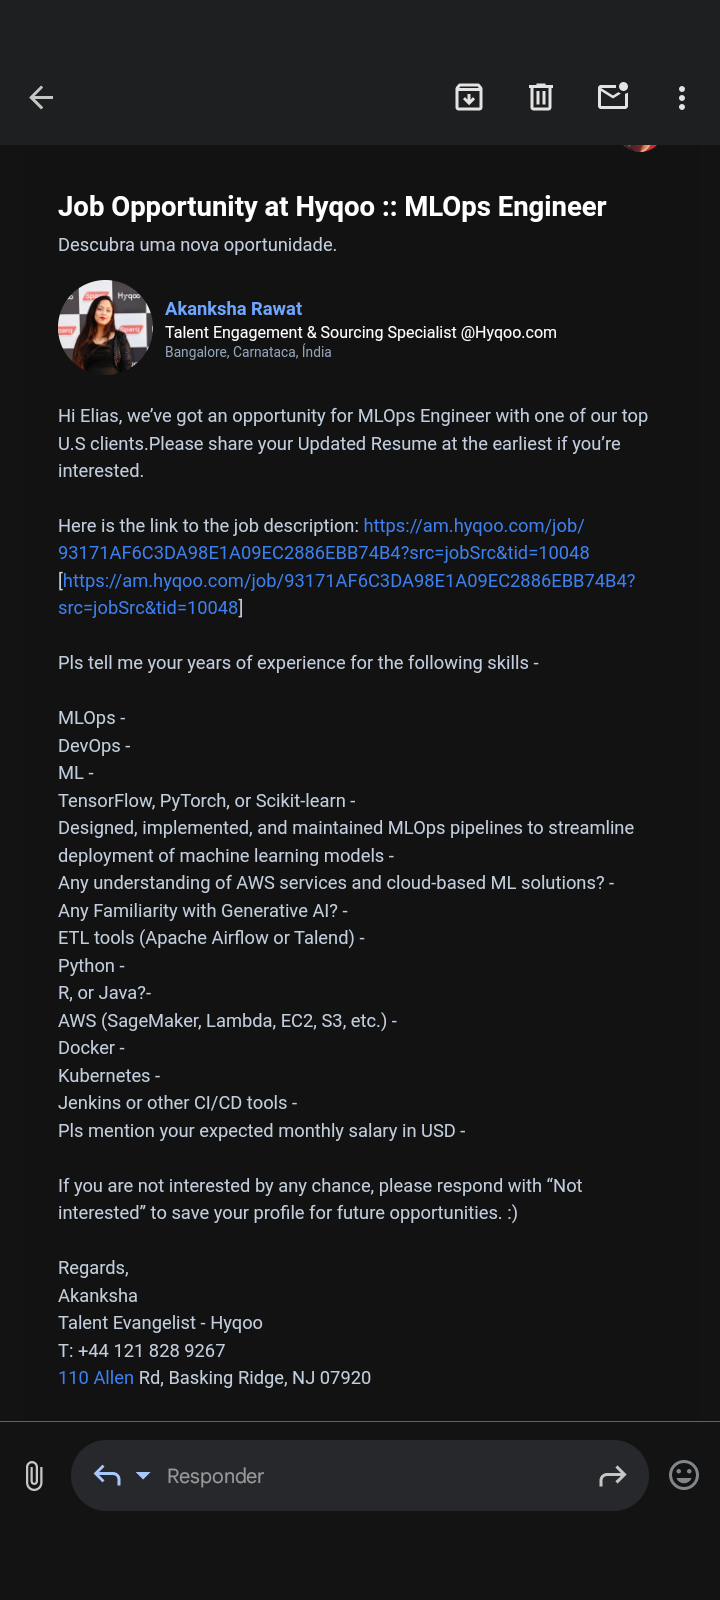 Job Opportunity at Hyqoo :: MLOps Engineer
Descubra uma nova oportunidade.
Hyqoo
Akanksha Rawat
Talent Engagement & Sourcing Specialist @Hyqoo.com
Bangalore, Carnataca, Índia
Hi Elias, we’ve got an opportunity for MLOps Engineer with one of our top
U.S clients.Please share your Updated Resume at the earliest if you’re
interested.
Here is the link to the job description: https://am.hyqoo.com/job/
93171AF6C3DA98E1A09EC2886EBB74B4?src=jobSrc&tid=10048
[https://am.hyqoo.com/job/93171AF6C3DA98E1A09EC2886EBB74B4?
src=jobSrc&tid=10048]
Pls tell me your years of experience for the following skills -
MLOps -
DevOps -
ML -
TensorFlow, PyTorch, or Scikit-learn -
Designed, implemented, and maintained MLOps pipelines to streamline
deployment of machine learning models -
Any understanding of AWS services and cloud-based ML solutions? -
Any Familiarity with Generative AI? -
ETL tools (Apache Airflow or Talend) -
Python -
R, or Java?-
AWS (SageMaker, Lambda, EC2, S3, etc.) -
Docker -
Kubernetes -
Jenkins or other CI/CD tools -
Pls mention your expected monthly salary in USD -
If you are not interested by any chance, please respond with “Not
interested” to save your profile for future opportunities. :)
Regards,
Akanksha
Talent Evangelist - Hyqoo
T: +44 121 828 9267
110 Allen Rd, Basking Ridge, NJ 07920
Responder